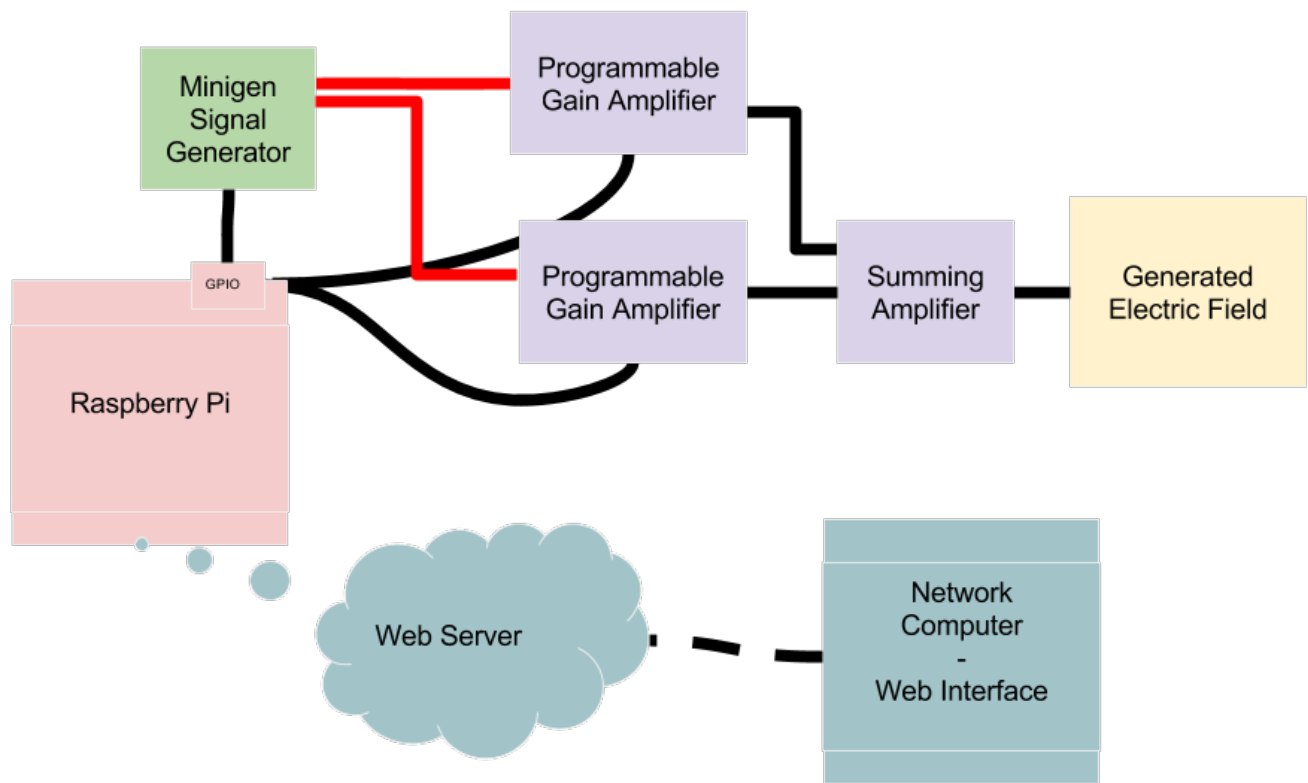 Minigen
Signal
Generator
Programmable
Gain Amplifier
GPIO
Raspberry Pi
Programmable
Gain Amplifier
Summing
Amplifier
Generated
Electric Field
Web Server
Network
Computer
-
Web Interface